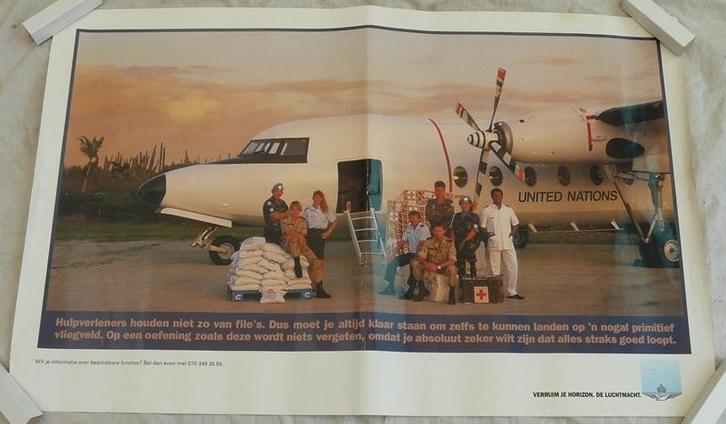 UNITED NATIONS
Hulpverleners houden niet zo van file's. Dus moet je altijd klaar staan om zelfs te kunnen landen op 'n nogal primitief
vliegveld. Op een oefening zoals deze wordt niets vergeten, omdat je absoluut zeker wilt zijn dat alles straks goed loopt.
Wil je informatie over beschikbare functies? Bel dan even met 070-349 35 55.
VERRUIM JE HORIZON. DE LUCHTMACHT.